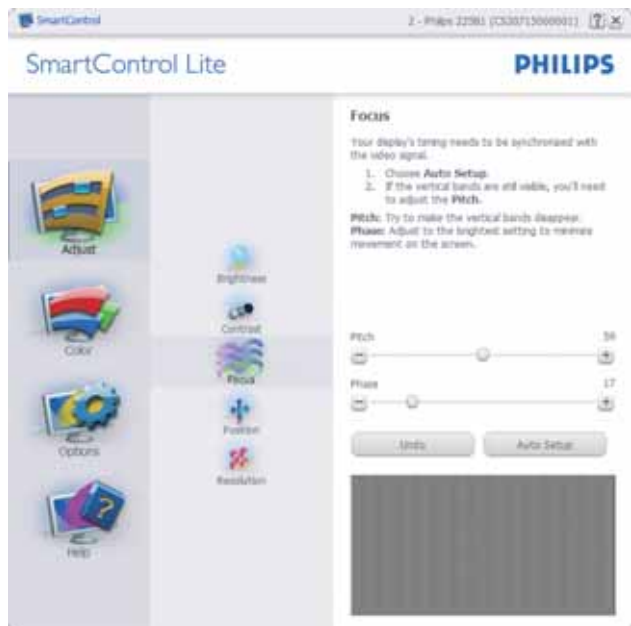 SmartControl
2 - Philips 225B1 (CS207150000001) ? X
SmartControl Lite
PHILIPS
Adjust
Color
Options
Help
Brightness
Contrast
Focus
Position
Resolution
Focus
Your display's timing needs to be synchronized with
the video signal.
1. Choose Auto Setup.
2. If the vertical bands are still visible, you'll need
to adjust the Pitch.
Pitch: Try to make the vertical bands disappear.
Phase: Adjust to the brightest setting to minimize
movement on the screen.
Pitch 50
Phase 17
Undo Auto Setup